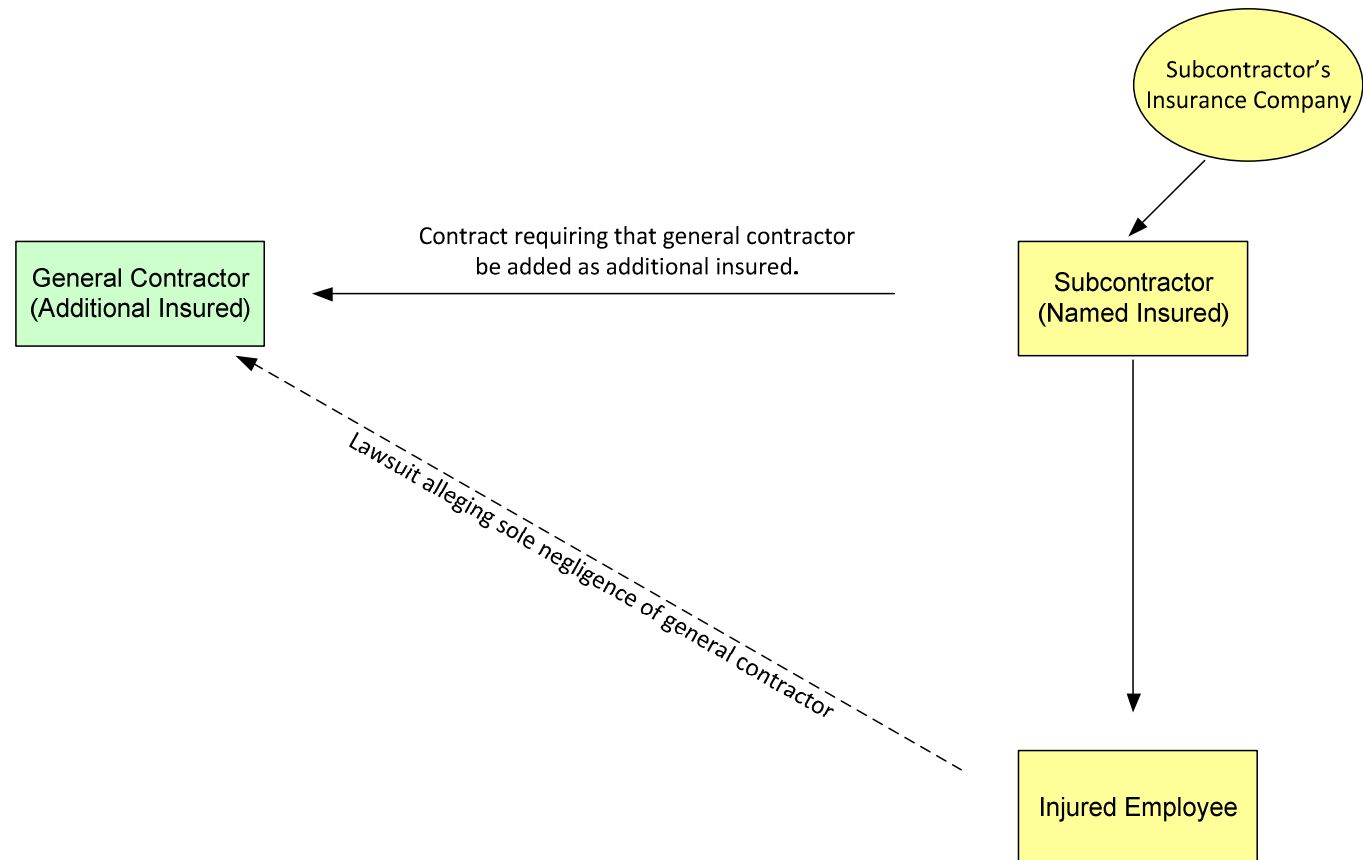 Subcontractor’s
Insurance Company
Contract requiring that general contractor
be added as additional insured.
General Contractor
(Additional Insured)
Subcontractor
(Named Insured)
Lawsuit alleging sole negligence of general contractor
Injured Employee